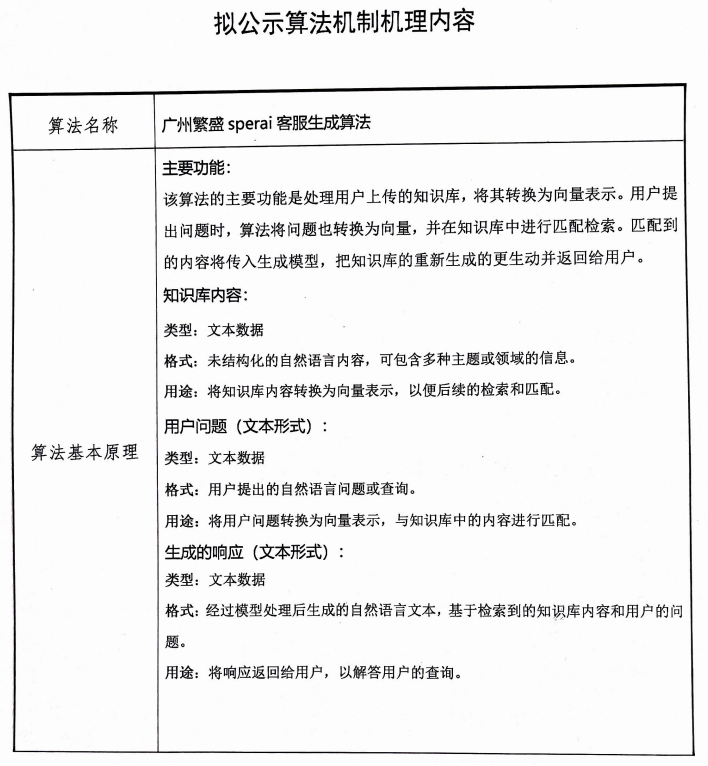 拟公示算法机制机理内容
算法名称
广州繁盛 sperai 客服生成算法
算法基本原理
主要功能：
该算法的主要功能是处理用户上传的知识库，将其转换为向量表示。用户提
出问题时，算法将问题也转换为向量，并在知识库中进行匹配检索。匹配到
的内容将传入生成模型，把知识库的重新生成的更生动并返回给用户。
知识库内容：
类型：文本数据
格式：未结构化的自然语言内容，可包含多种主题或领域的信息。
用途：将知识库内容转换为向量表示，以便后续的检索和匹配。
用户问题（文本形式）：
类型：文本数据
格式：用户提出的自然语言问题或查询。
用途：将用户问题转换为向量表示，与知识库中的内容进行匹配。
生成的响应（文本形式）：
类型：文本数据
格式：经过模型处理后生成的自然语言文本，基于检索到的知识库内容和用户的问
题。
用途：将响应返回给用户，以解答用户的查询。